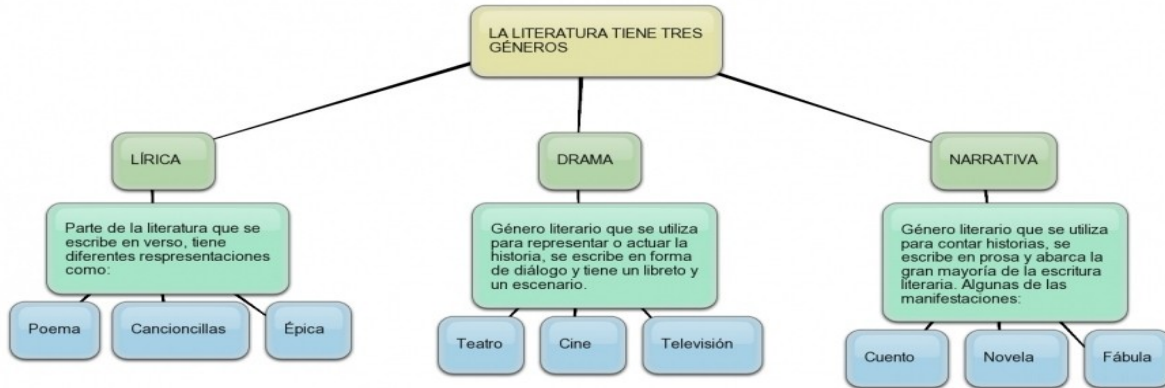 LA LITERATURA TIENE TRES
GÉNEROS
LÍRICA
DRAMA
NARRATIVA
Parte de la literatura que se
escribe en verso, tiene
diferentes respresentaciones
como:
Género literario que se utiliza
para representar o actuar la
historia, se escribe en forma
de diálogo y tiene un libreto y
un escenario.
Género literario que se utiliza
para contar historias, se
escribe en prosa y abarca la
gran mayoría de la escritura
literaria. Algunas de las
manifestaciones:
Poema
Cancioncillas
Épica
Teatro
Cine
Televisión
Cuento
Novela
Fábula